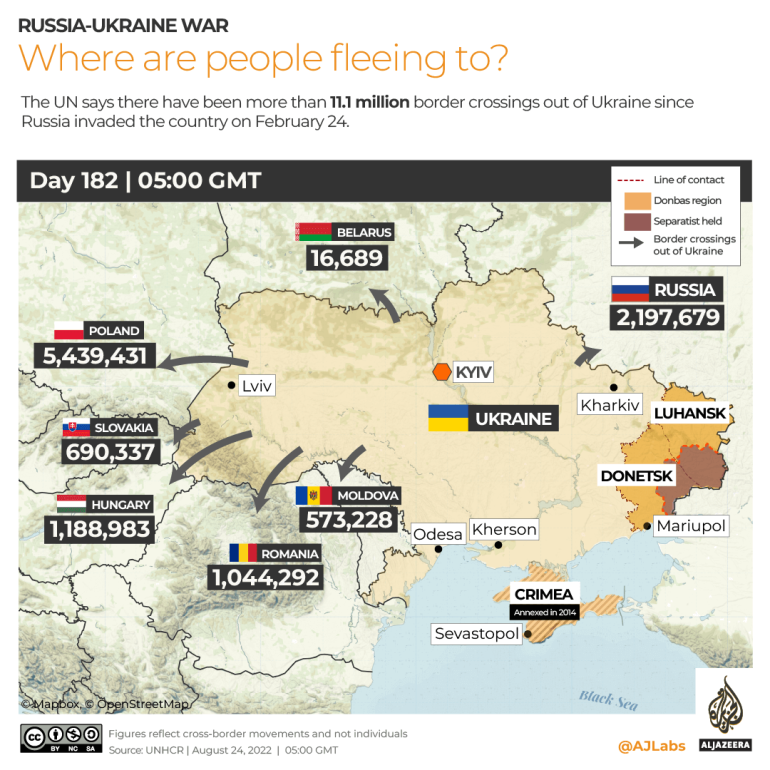 RUSSIA-UKRAINE WAR
Where are people fleeing to?
The UN says there have been more than 11.1 million border crossings out of Ukraine since
Russia invaded the country on February 24.
Day 182 | 05:00 GMT
Line of contact
Donbas region
Separatist held
Border crossings
out of Ukraine
BELARUS
16,689
RUSSIA
2,197,679
POLAND
5,439,431
KYIV
Lviv
Kharkiv
UKRAINE
LUHANSK
SLOVAKIA
690,337
DONETSK
HUNGARY
1,188,983
MOLDOVA
573,228
Mariupol
Odesa
Kherson
ROMANIA
1,044,292
CRIMEA
Annexed in 2014
Sevastopol
Black Sea
© Mapbox, © OpenStreetMap
cc BY NC SA
Figures reflect cross-border movements and not individuals
Source: UNHCR | August 24, 2022 | 05:00 GMT
@AJLabs
ALJAZEERA